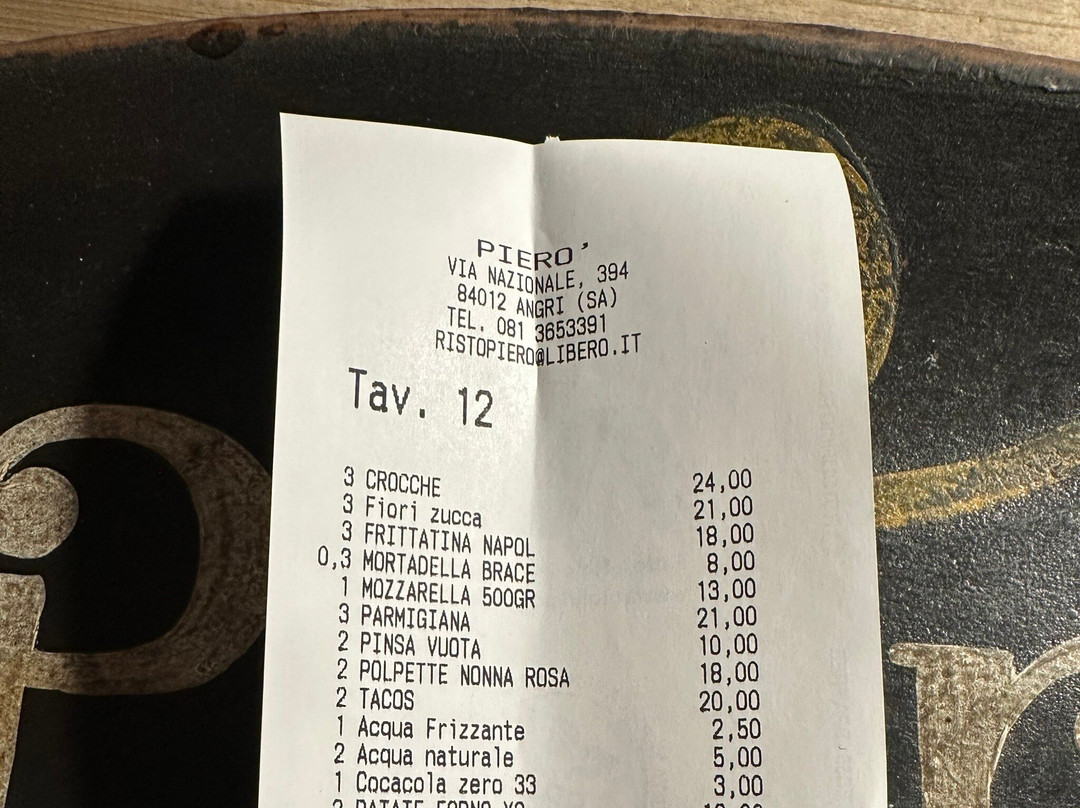 PIERO'
VIA NAZIONALE, 394
84012 ANGRI (SA)
TEL. 081 3653391
RISTOPIERO@LIBERO.IT
Tav. 12
3 CROCCHE 24,00
3 Fiori zucca 21,00
3 FRITTATINA NAPOL 18,00
0,3 MORTADELLA BRACE 8,00
1 MOZZARELLA 500GR 13,00
3 PARMIGIANA 21,00
2 PINSA VUOTA 10,00
2 POLPETTE NONNA ROSA 18,00
2 TACOS 20,00
1 Acqua Frizzante 2,50
2 Acqua naturale 5,00
1 Cocacola zero 33 3,00
PATATE FORNO